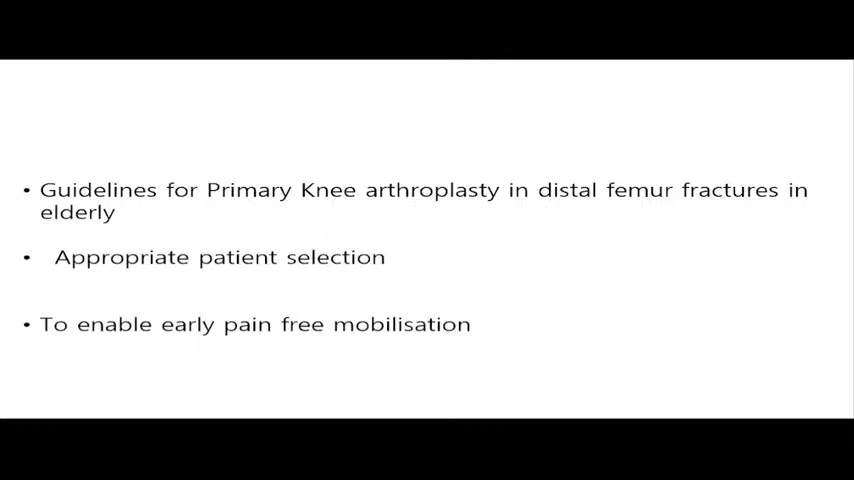 • Guidelines for Primary Knee arthroplasty in distal femur fractures in
elderly
• Appropriate patient selection
• To enable early pain free mobilisation